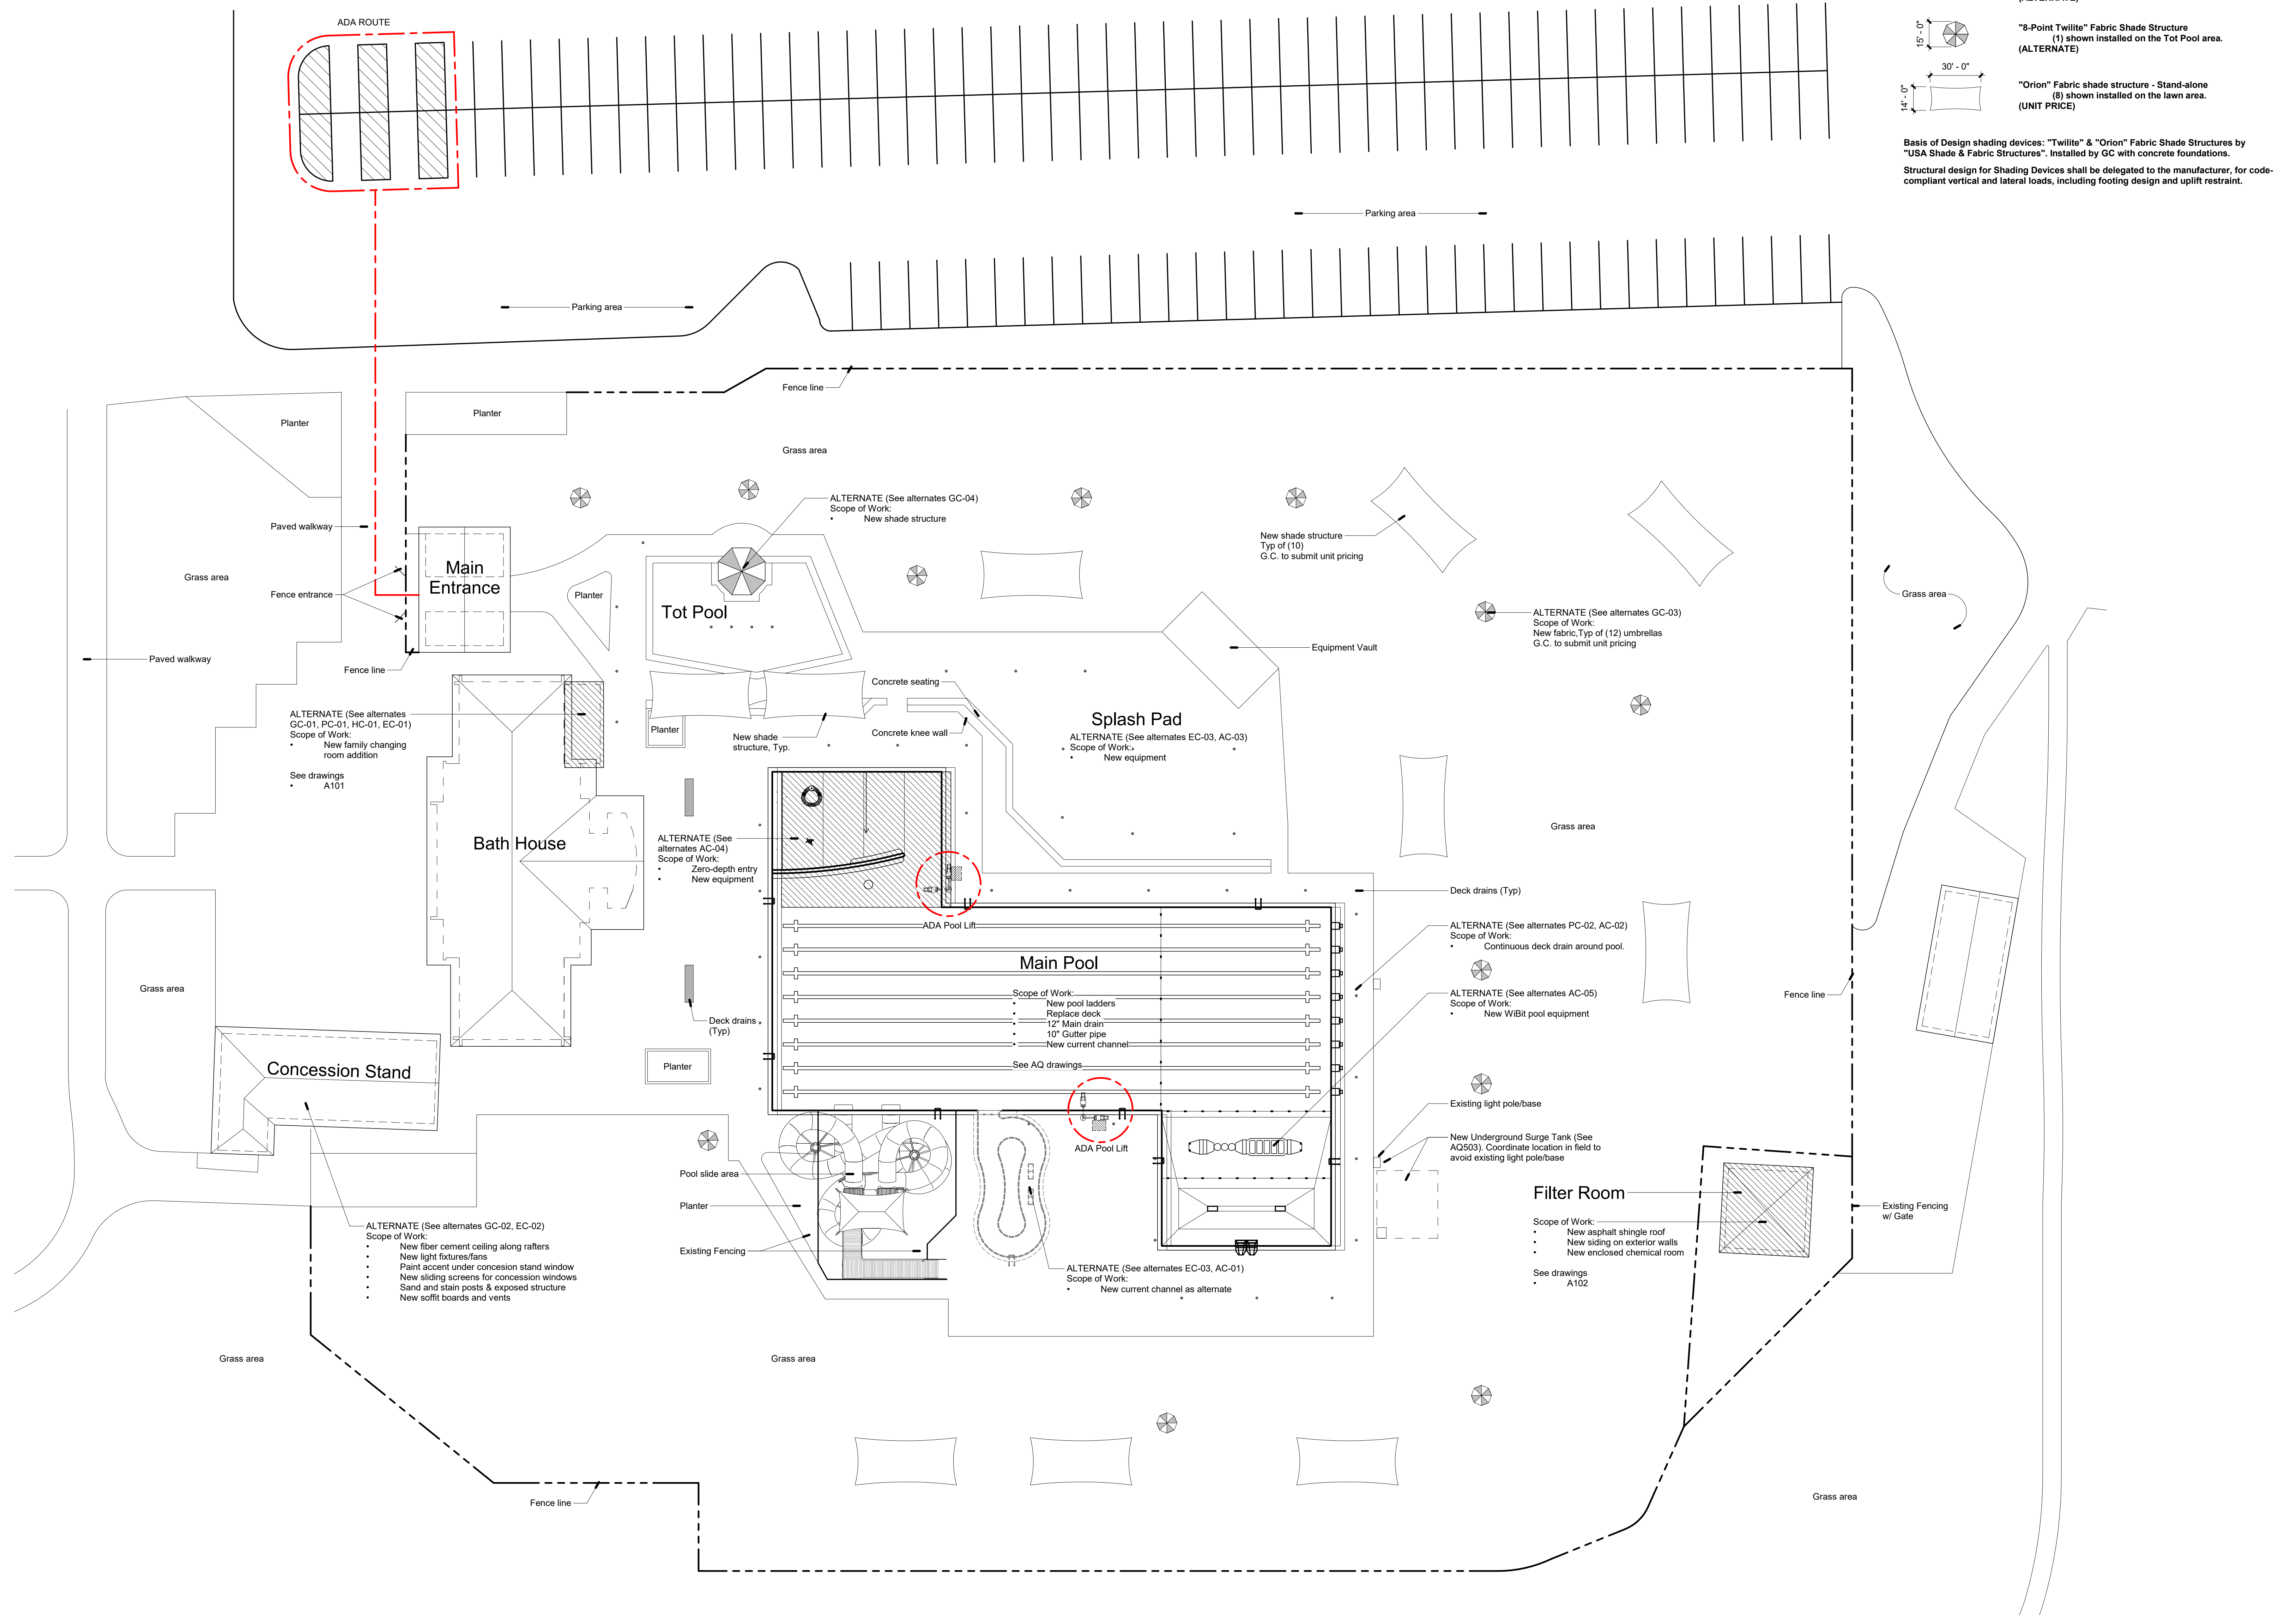 ADA ROUTE
(ALTERNATE)
15' - 0"
"8-Point Twilite" Fabric Shade Structure
(1) shown installed on the Tot Pool area.
(ALTERNATE)
30' - 0"
14' - 0"
"Orion" Fabric shade structure - Stand-alone
(8) shown installed on the lawn area.
(UNIT PRICE)
Basis of Design shading devices: "Twilite" & "Orion" Fabric Shade Structures by
"USA Shade & Fabric Structures". Installed by GC with concrete foundations.
Structural design for Shading Devices shall be delegated to the manufacturer, for code-
compliant vertical and lateral loads, including footing design and uplift restraint.
Parking area
Parking area
Fence line
Planter
Planter
Grass area
ALTERNATE (See alternates GC-04)
Scope of Work:
• New shade structure
Paved walkway
New shade structure
Typ of (10)
G.C. to submit unit pricing
Main
Entrance
Grass area
Fence entrance
Planter
Tot Pool
Grass area
ALTERNATE (See alternates GC-03)
Scope of Work:
New fabric,Typ of (12) umbrellas
G.C. to submit unit pricing
Equipment Vault
Paved walkway
Fence line
Concrete seating
ALTERNATE (See alternates
GC-01, PC-01, HC-01, EC-01)
Scope of Work:
• New family changing
room addition
See drawings
• A101
Planter
New shade
structure, Typ.
Concrete knee wall
Splash Pad
ALTERNATE (See alternates EC-03, AC-03)
Scope of Work:
• New equipment
Grass area
Bath House
ALTERNATE (See
alternates AC-04)
Scope of Work:
• Zero-depth entry
• New equipment
Deck drains (Typ)
ADA Pool Lift
ALTERNATE (See alternates PC-02, AC-02)
Scope of Work:
• Continuous deck drain around pool.
Main Pool
Scope of Work:
• New pool ladders
• Replace deck
• 12" Main drain
• 10" Gutter pipe
• New current channel
See AQ drawings
Grass area
ALTERNATE (See alternates AC-05)
Scope of Work:
• New WiBit pool equipment
Fence line
Deck drains
(Typ)
Concession Stand
Planter
Existing light pole/base
ADA Pool Lift
New Underground Surge Tank (See
AQ503). Coordinate location in field to
avoid existing light pole/base
Pool slide area
Filter Room
Planter
Existing Fencing
w/ Gate
ALTERNATE (See alternates GC-02, EC-02)
Scope of Work:
• New fiber cement ceiling along rafters
• New light fixtures/fans
• Paint accent under concesion stand window
• New sliding screens for concession windows
• Sand and stain posts & exposed structure
• New soffit boards and vents
Existing Fencing
Scope of Work:
• New asphalt shingle roof
• New siding on exterior walls
• New enclosed chemical room
See drawings
• A102
ALTERNATE (See alternates EC-03, AC-01)
Scope of Work:
• New current channel as alternate
Grass area
Grass area
Fence line
Grass area